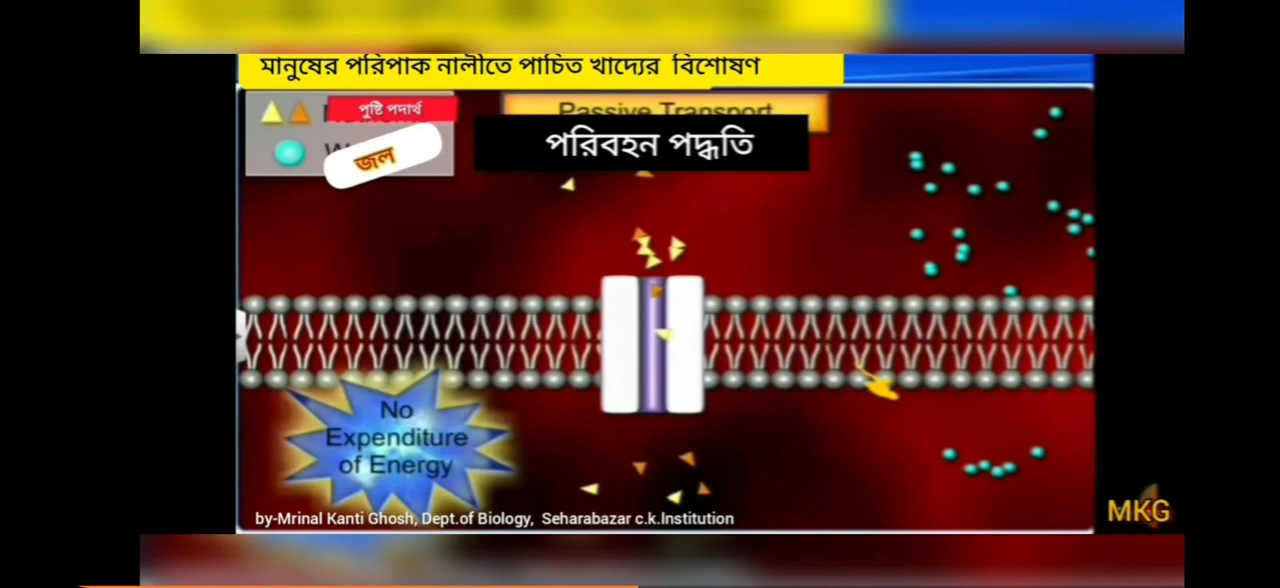 মানুষের পরিপাক নালীতে পাচিত খাদ্যের বিশোষণ
পুষ্টি পদার্থ
Passive Transport
পরিবহন পদ্ধতি
জল
No
Expenditure
of Energy
by-Mrinal Kanti Ghosh, Dept.of Biology, Seharabazar c.k.Institution
MKG